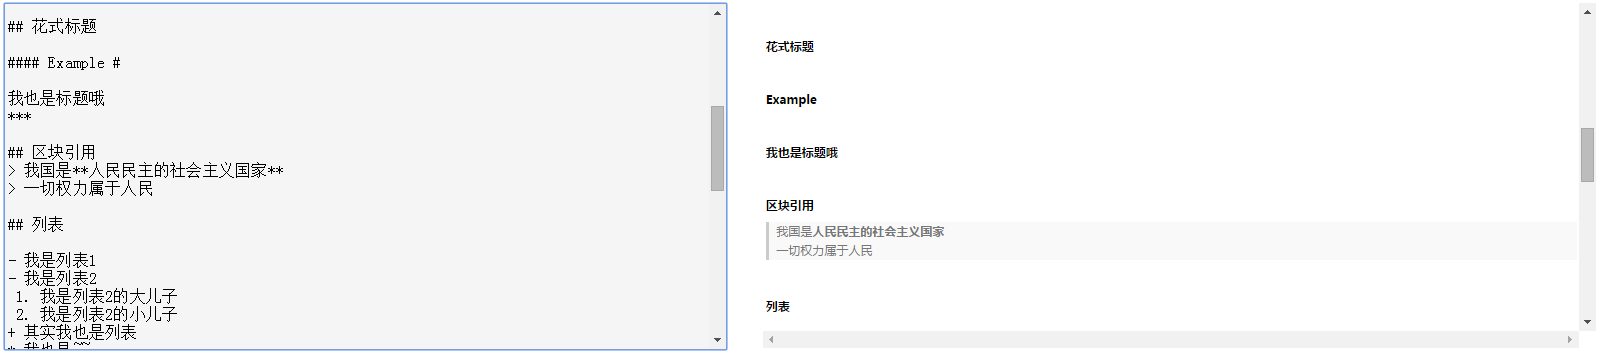 ## 花式标题
#### Example #
我也是标题哦
***
## 区块引用
> 我国是**人民民主的社会主义国家**
> 一切权力属于人民
## 列表
- 我是列表1
- 我是列表2
1. 我是列表2的大儿子
2. 我是列表2的小儿子
+ 其实我也是列表
* 我也是~~
花式标题
Example
我也是标题哦
区块引用
我国是人民民主的社会主义国家
一切权力属于人民
列表